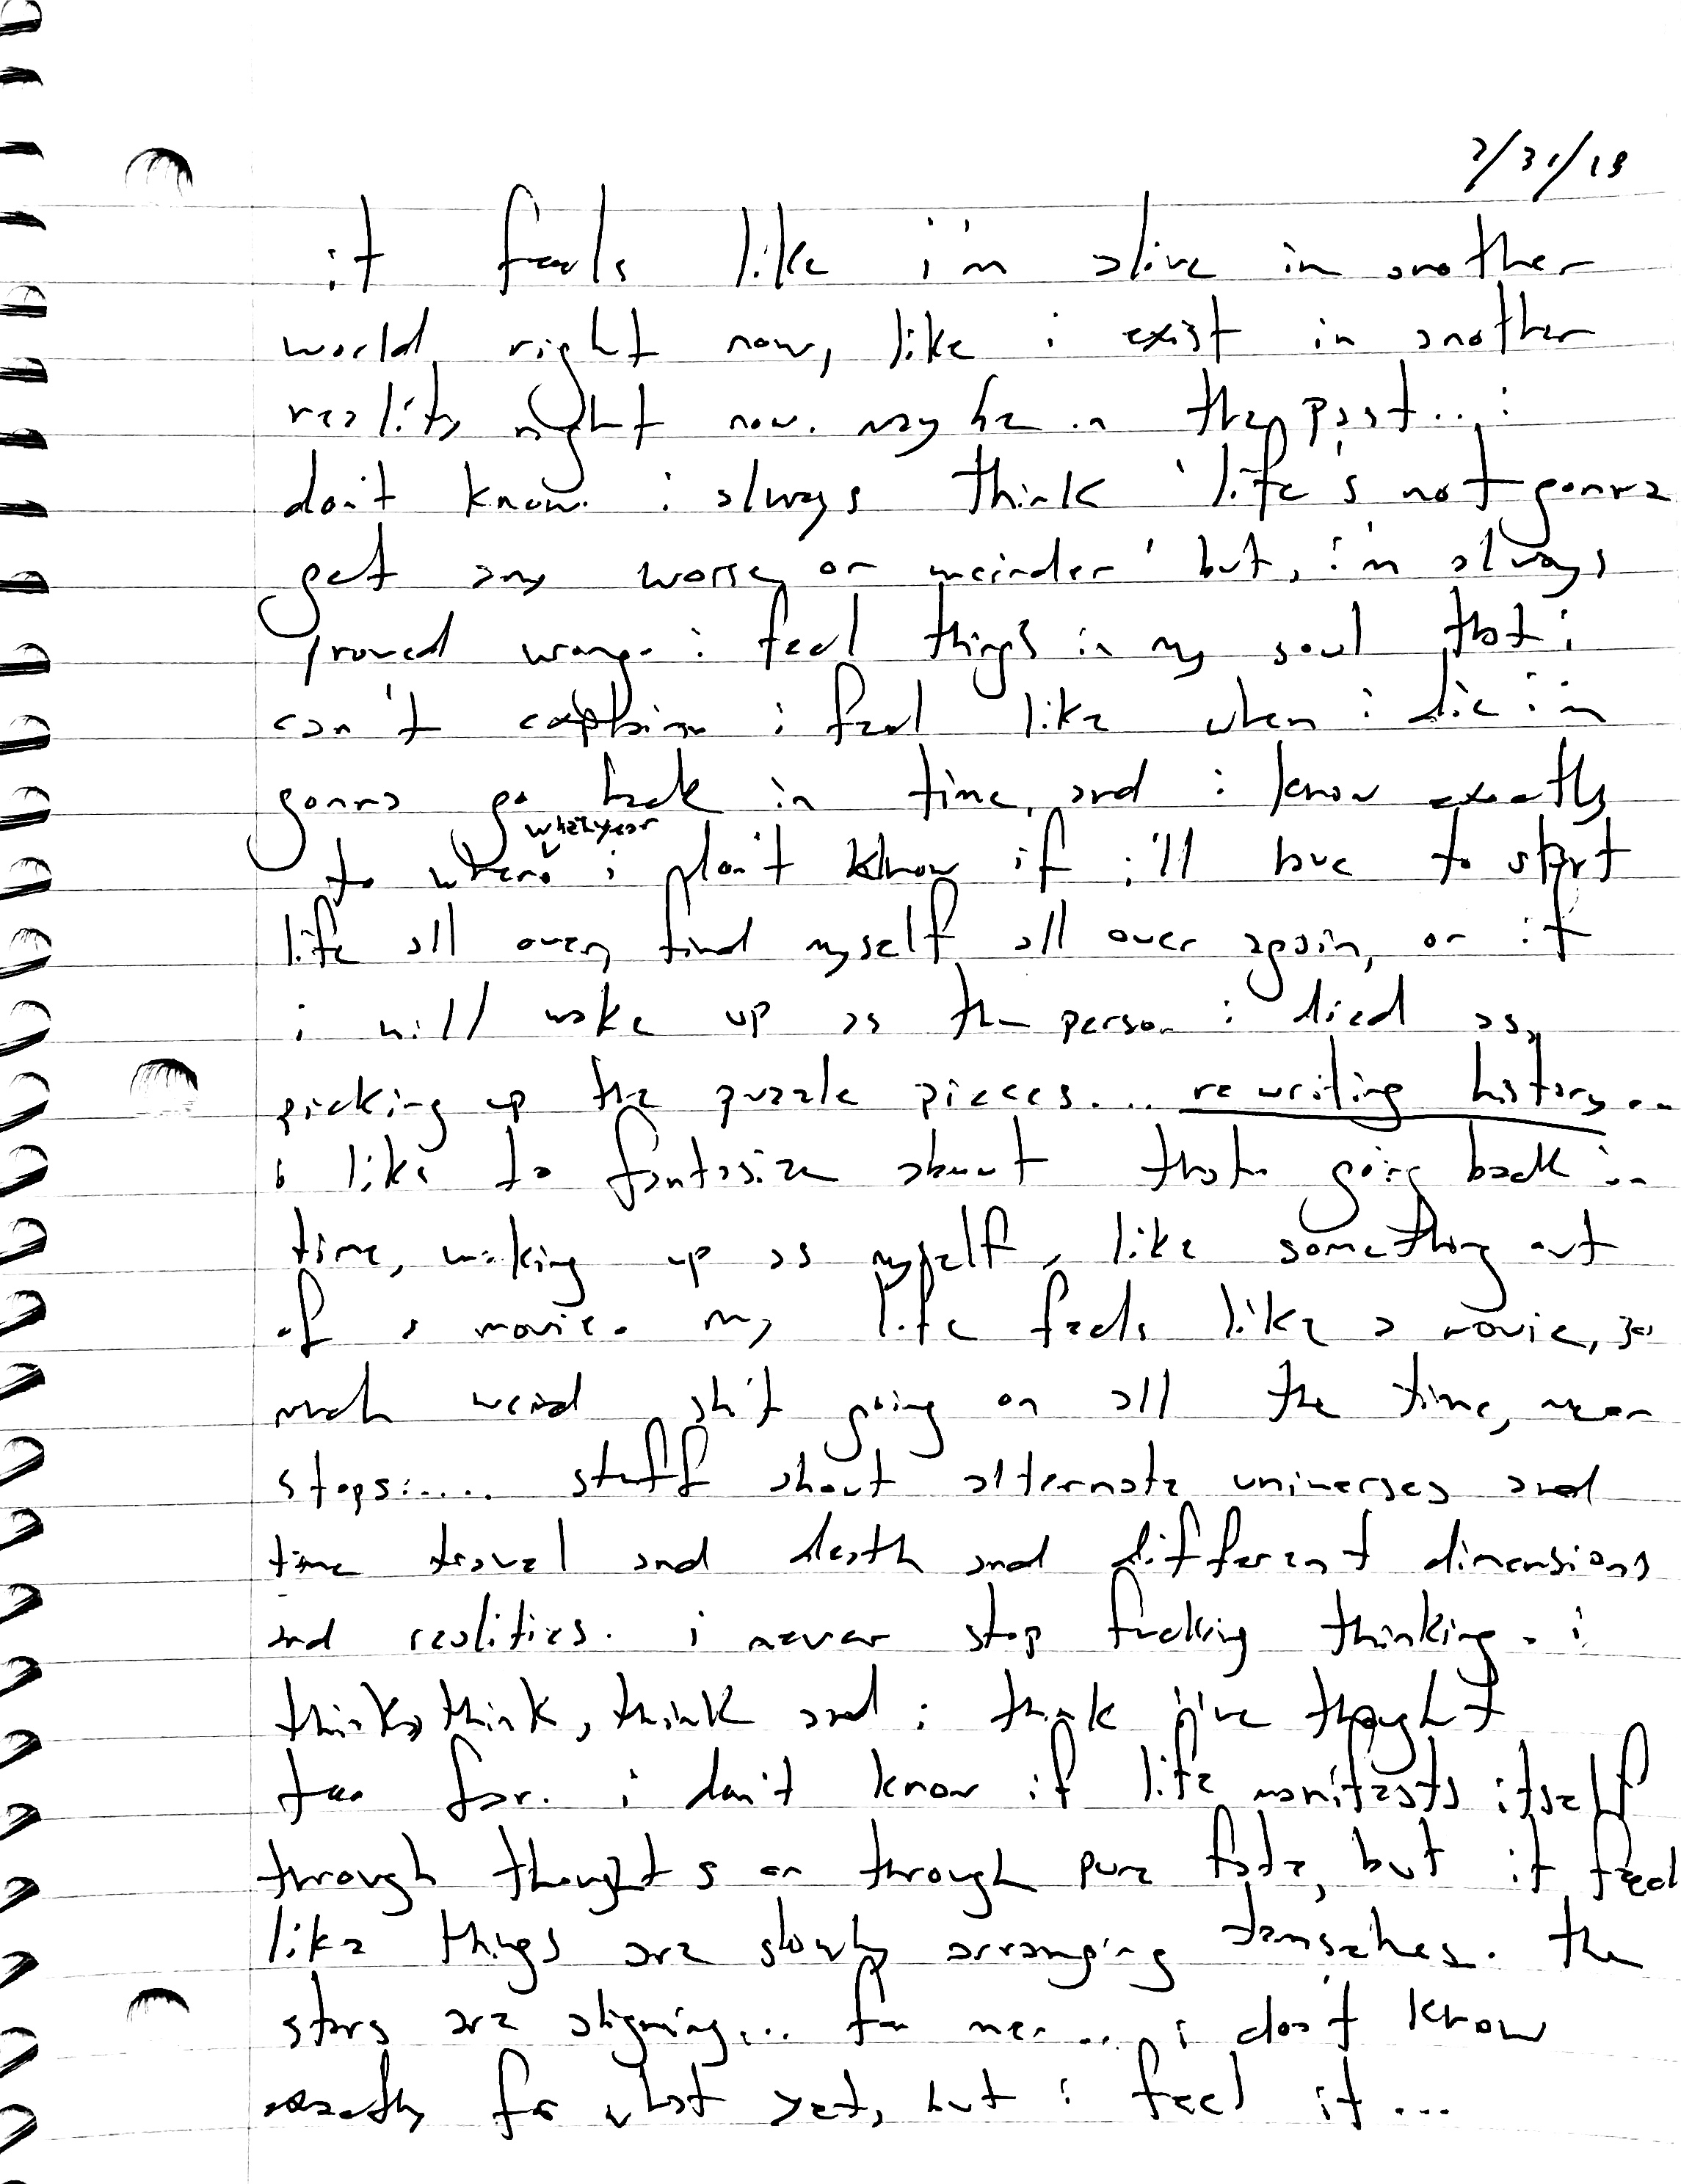 7/31/18
it feels like i'm alive in another
world right now, like i exist in another
reality right now. maybe in the past... i
don't know. i always think 'life's not gonna
get any worse, or weirder' but, i'm always
proved wrong. i feel things in my soul that i
can't explain i feel like when i die i'm
gonna go back in time, and i know exactly
what year
to where i don't know if i'll have to start
life all over, find myself all over again, or if
i will wake up as the person i died as,
picking up the puzzle pieces... rewriting history...
i like to fantasize about that. going back in
time, waking up as myself, like something out
of a movie. my life feels like a movie, so
much weird shit going on all the time, never
stops..... stuff about alternate universes and
time travel and death and different dimensions
and realities. i never stop fucking thinking. i
think, think, think and i think i've thought
too far. i don't know if life manifests itself
through thoughts or through pure fate, but it feel
like things are slowly arranging temselves. the
stars are aligning... for me... i don't know
exactly for what yet, but i feel it...